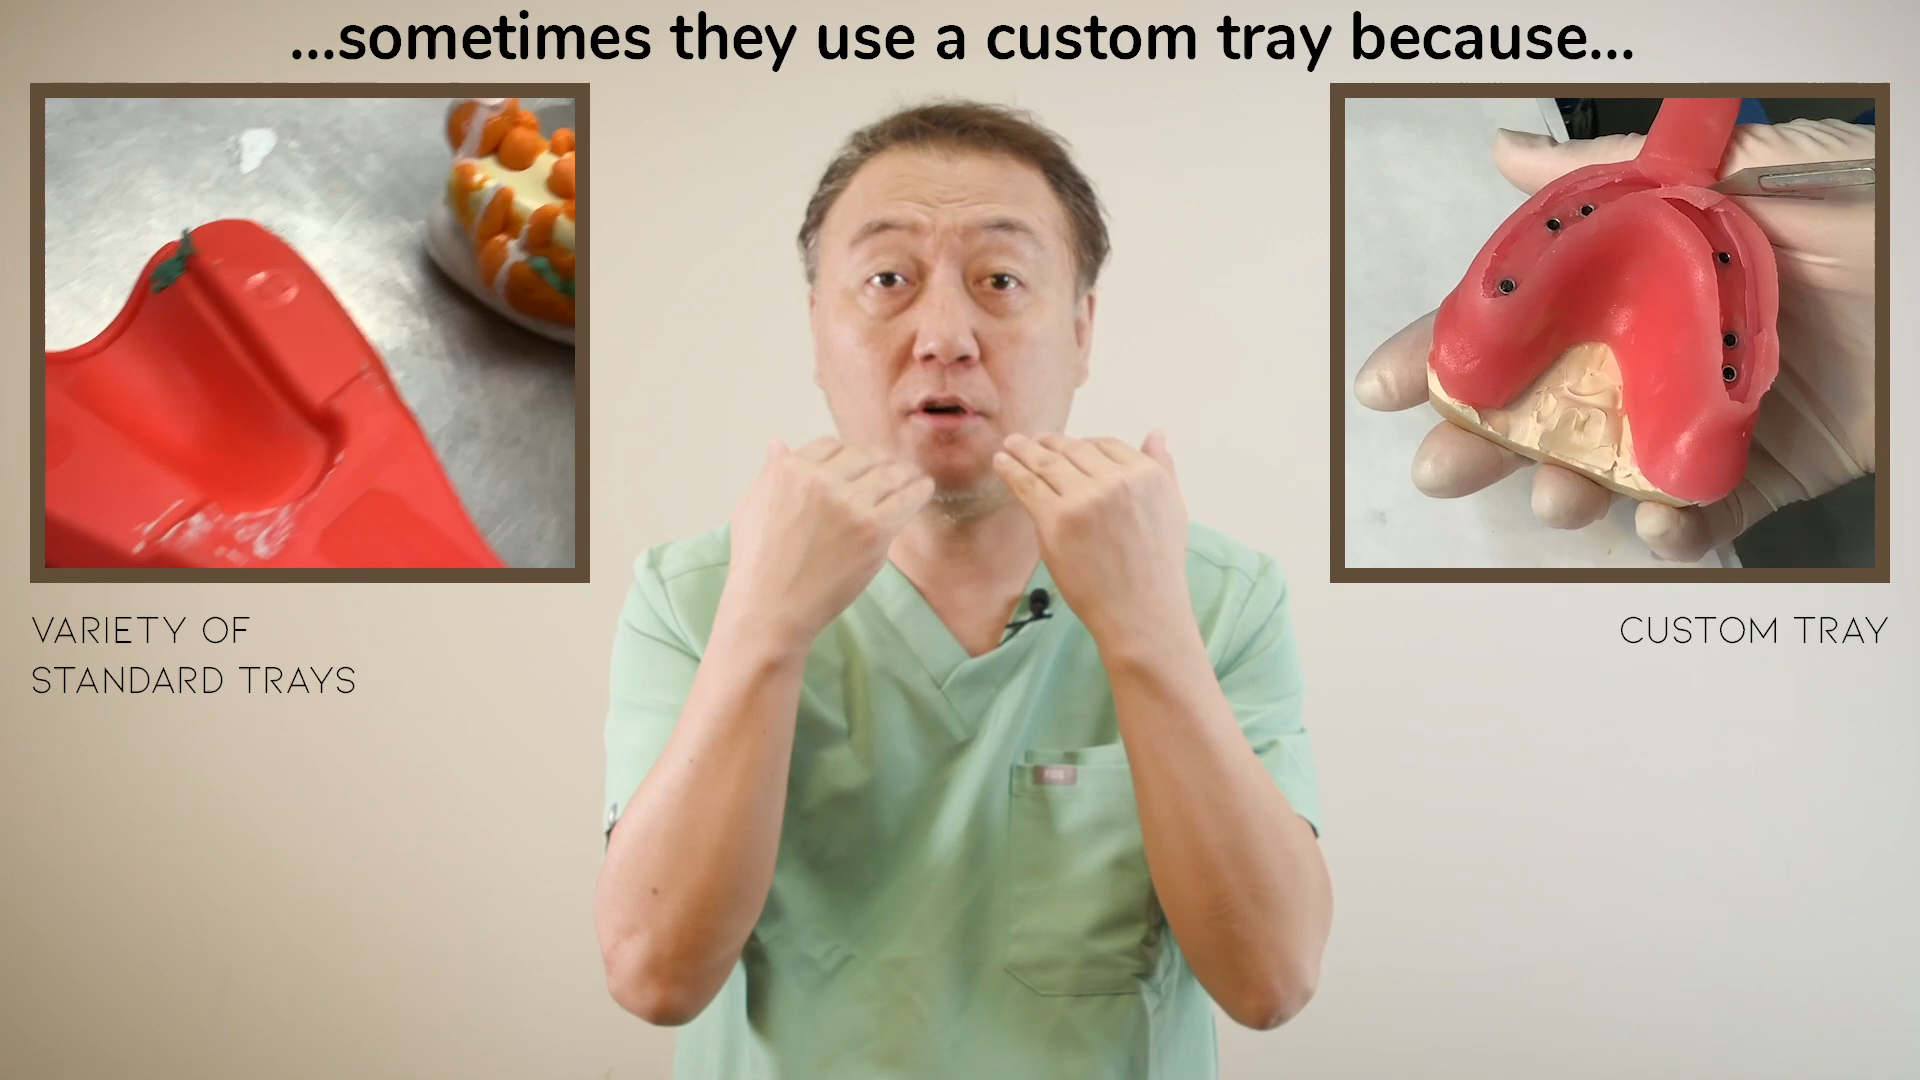 ...sometimes they use a custom tray because...
VARIETY OF
STANDARD TRAYS
CUSTOM TRAY